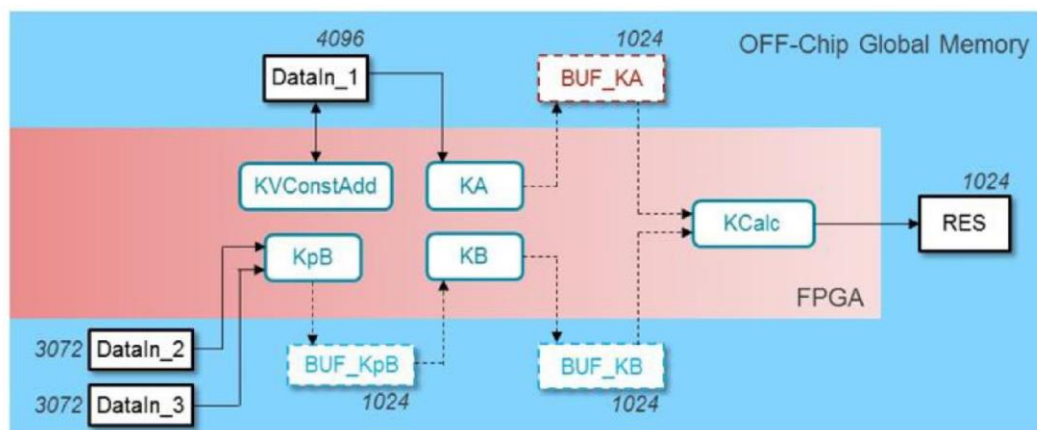 4096
1024
OFF-Chip Global Memory
DataIn_1
BUF_KA
KVConstAdd
KA
1024
KCalc
RES
KpB
KB
FPGA
3072
DataIn_2
BUF_KpB
BUF_KB
3072
DataIn_3
1024
1024